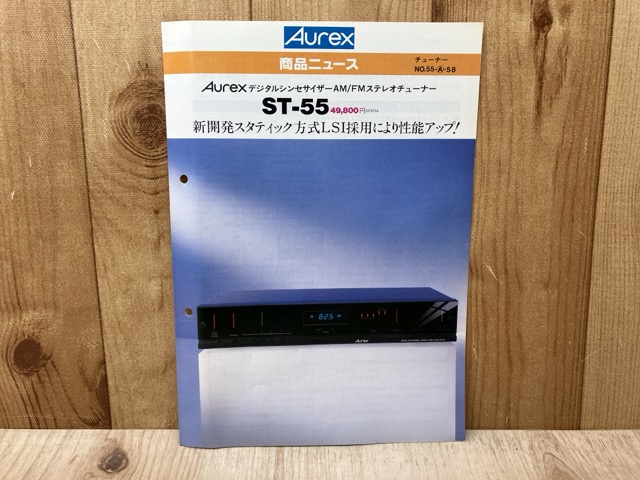 Aurex
商品ニュース
チューナー
NO.55-A-58
Aurex デジタルシンセサイザーAM/FMステレオチューナー
ST-55 49,800円
新開発スタティック方式LSI採用により性能アップ!
825
Aurex